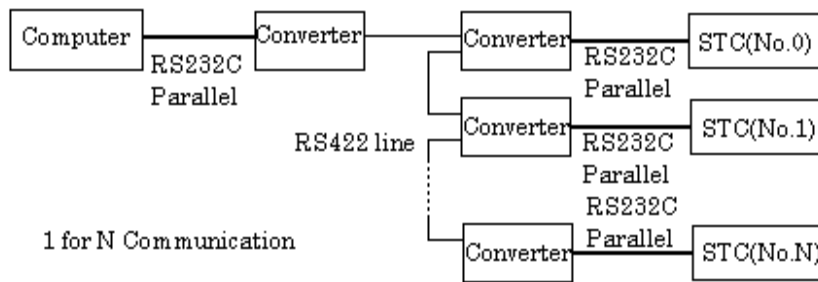 Computer
RS232C
Parallel
Converter
Converter
RS232C
Parallel
STC(No.0)
RS422 line
Converter
RS232C
Parallel
STC(No.1)
1 for N Communication
Converter
RS232C
Parallel
STC(No.N)